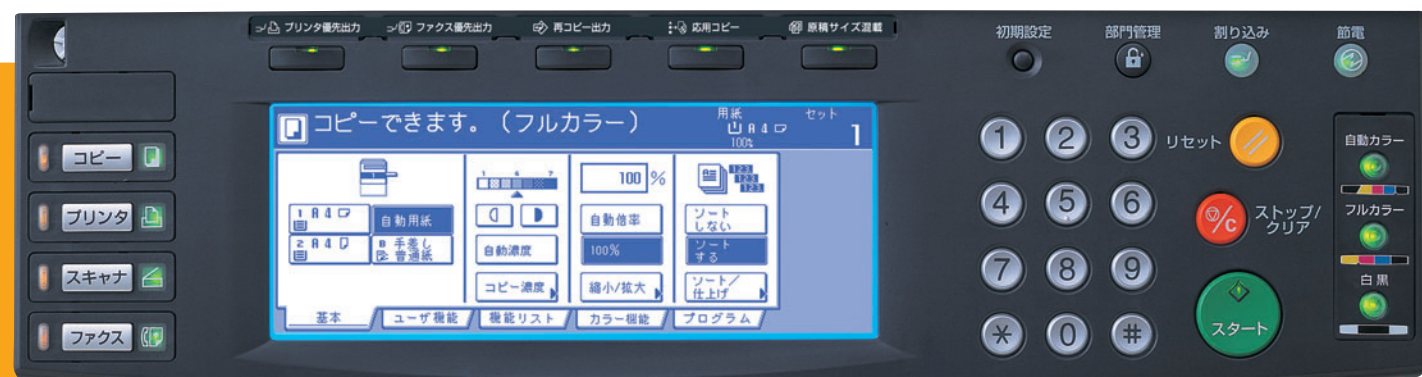 プリンタ優先出力
ファクス優先出力
再コピー出力
応用コピー
原稿サイズ混載
初期設定
部門管理
割り込み
節電
コピー
プリンタ
スキャナ
ファクス
コピーできます。（フルカラー）
用紙
A4
100%
セット
1
1 A4
自動用紙
2 A4
手差し
普通紙
1 4 7
自動濃度
コピー濃度
100 %
自動倍率
100%
縮小/拡大
123
123
123
ソート
しない
ソート
する
ソート/
仕上げ
基本
ユーザ機能
機能リスト
カラー機能
プログラム
1 2 3
リセット
4 5 6
ストップ/
クリア
7 8 9
* 0 #
スタート
自動カラー
フルカラー
白黒